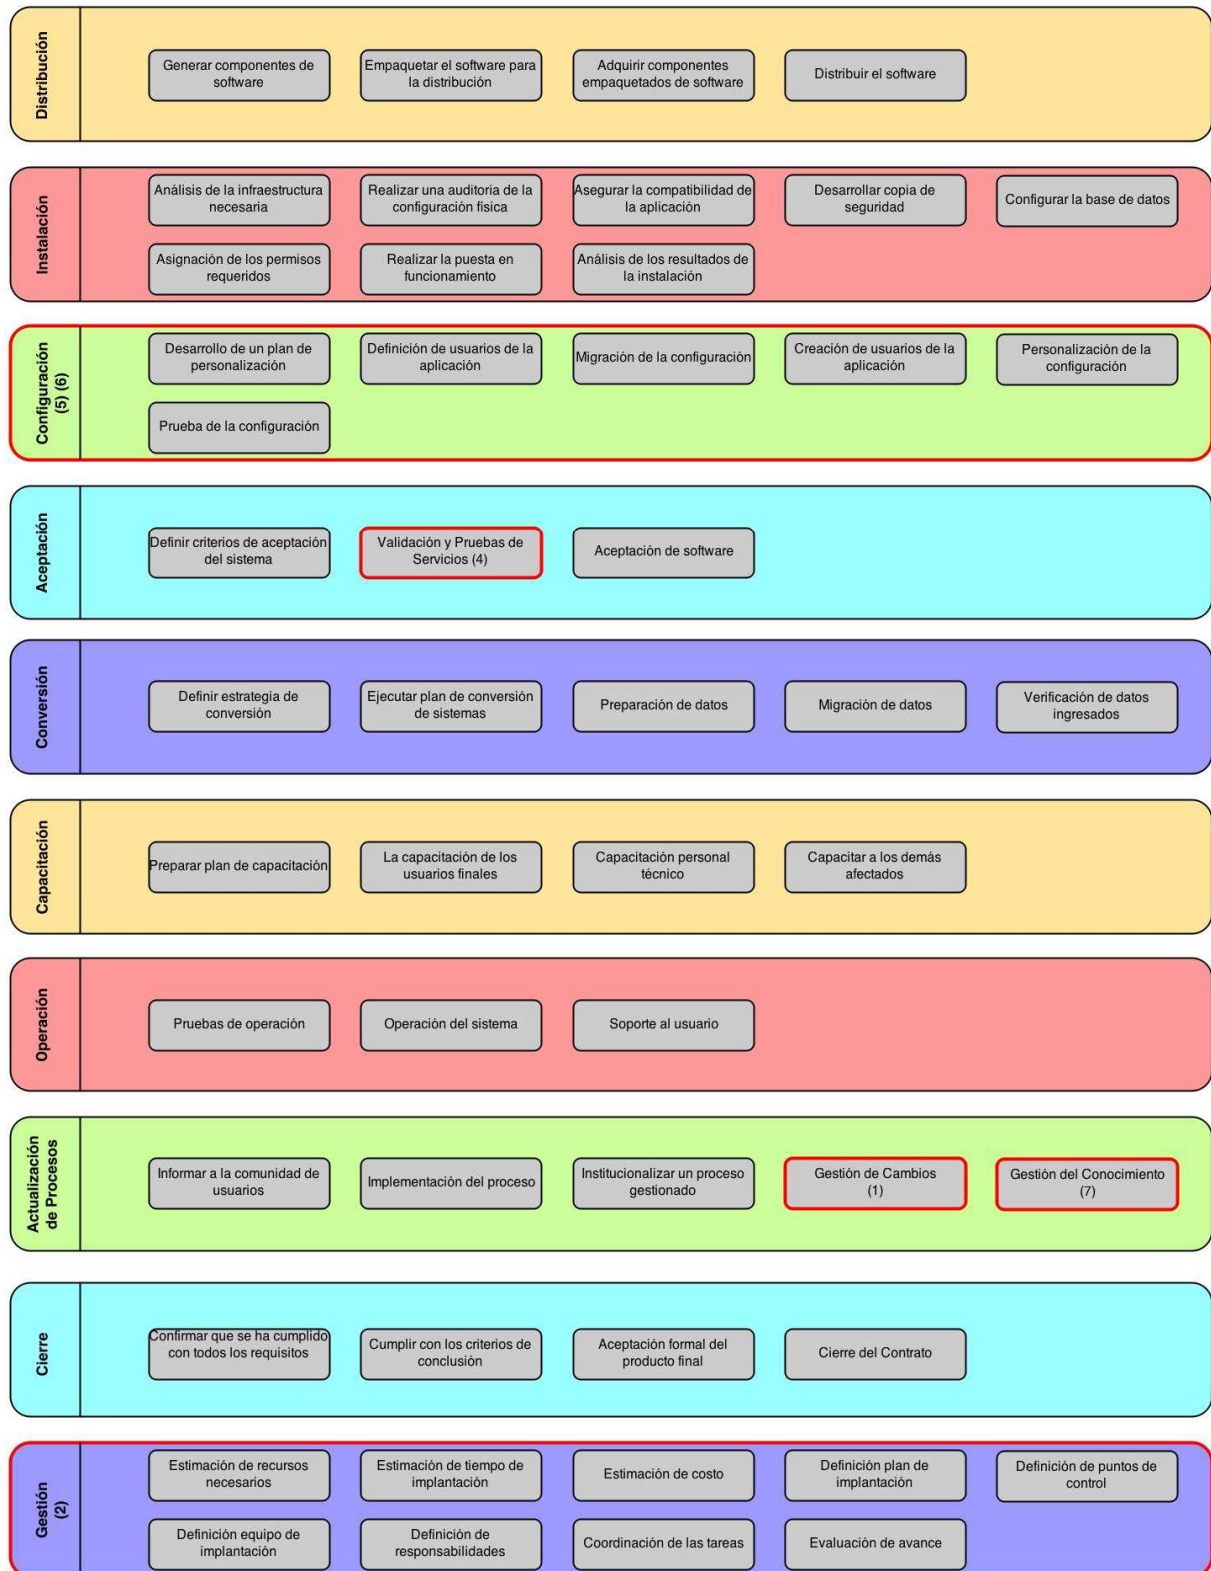 Distribución
Generar componentes de
software
Empaquetar el software para
la distribución
Adquirir componentes
empaquetados de software
Distribuir el software
Instalación
Análisis de la infraestructura
necesaria
Realizar una auditoría de la
configuración física
Asegurar la compatibilidad de
la aplicación
Desarrollar copia de
seguridad
Configurar la base de datos
Asignación de los permisos
requeridos
Realizar la puesta en
funcionamiento
Análisis de los resultados de
la instalación
Configuración
(5) (6)
Desarrollo de un plan de
personalización
Definición de usuarios de la
aplicación
Migración de la configuración
Creación de usuarios de la
aplicación
Personalización de la
configuración
Prueba de la configuración
Aceptación
Definir criterios de aceptación
del sistema
Validación y Pruebas de
Servicios (4)
Aceptación de software
Conversión
Definir estrategia de
conversión
Ejecutar plan de conversión
de sistemas
Preparación de datos
Migración de datos
Verificación de datos
ingresados
Capacitación
Preparar plan de capacitación
La capacitación de los
usuarios finales
Capacitación personal
técnico
Capacitar a los demás
afectados
Operación
Pruebas de operación
Operación del sistema
Soporte al usuario
Actualización
de Procesos
Informar a la comunidad de
usuarios
Implementación del proceso
Institucionalizar un proceso
gestionado
Gestión de Cambios
(1)
Gestión del Conocimiento
(7)
Cierre
Confirmar que se ha cumplido
con todos los requisitos
Cumplir con los criterios de
conclusión
Aceptación formal del
producto final
Cierre del Contrato
Gestión
(2)
Estimación de recursos
necesarios
Estimación de tiempo de
implantación
Estimación de costo
Definición plan de
implantación
Definición de puntos de
control
Definición equipo de
implantación
Definición de
responsabilidades
Coordinación de las tareas
Evaluación de avance